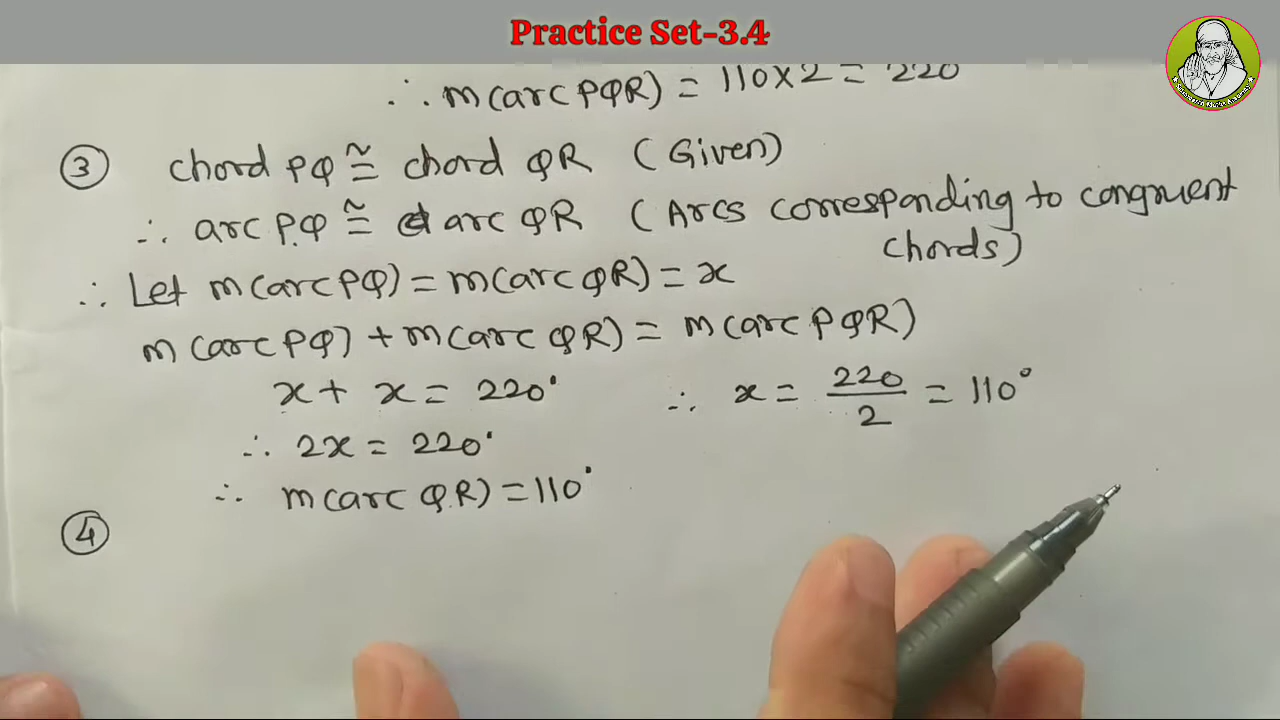 Practice Set-3.4
∴ m(arc PQR) = 110×2 = 220
③ chord PQ ≅ chord QR (Given)
∴ arc PQ ≅ arc QR (Arcs corresponding to congruent
chords)
∴ Let m(arc PQ) = m(arc QR) = x
m(arc PQ) + m(arc QR) = m(arc PQR)
x + x = 220° ∴ x = 220/2 = 110°
∴ 2x = 220°
∴ m(arc QR) = 110°
④